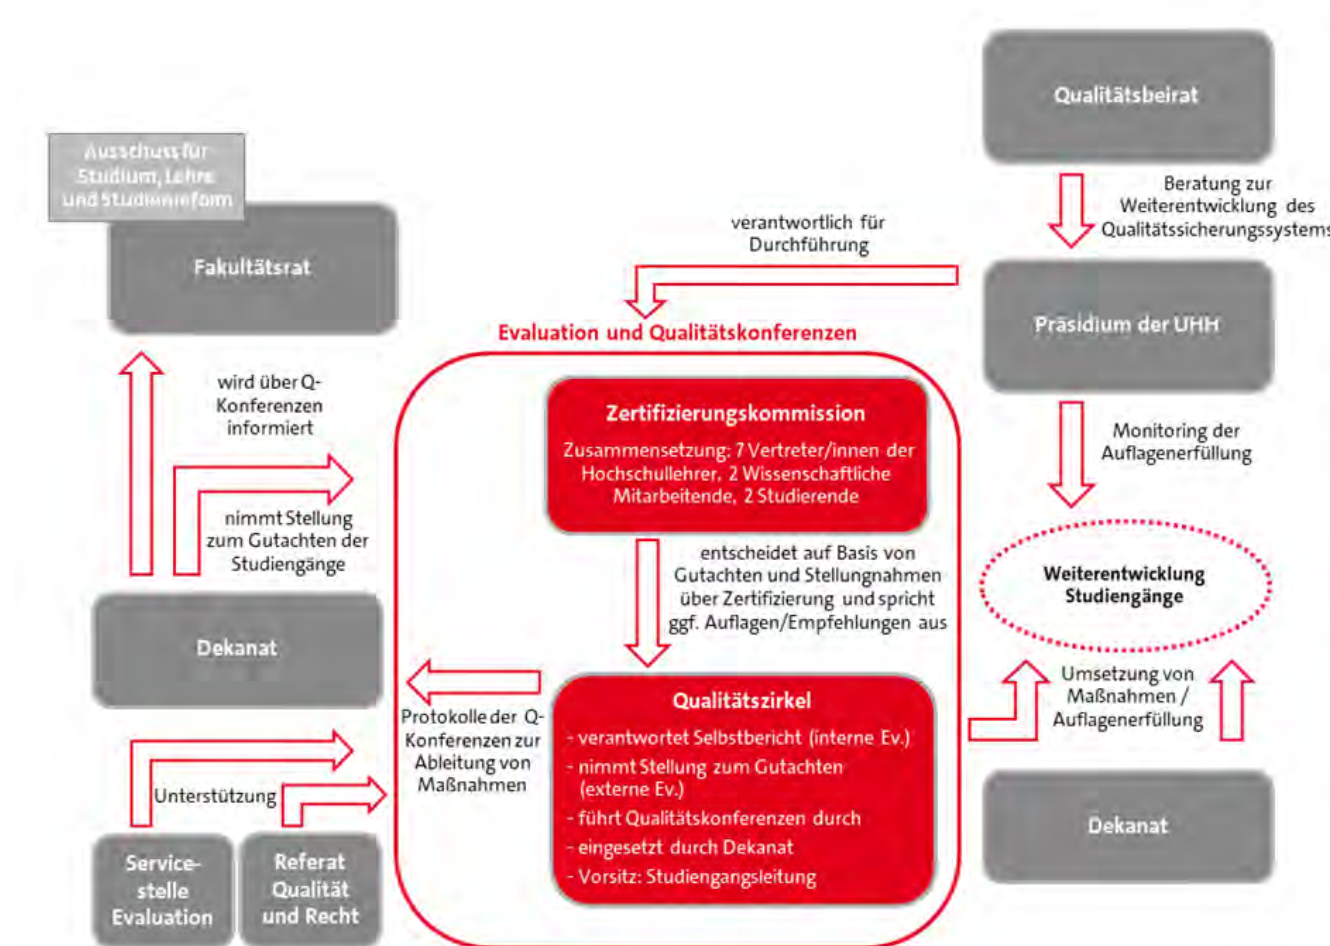 Qualitätsbeirat
Ausschuss für
Studium, Lehre
und Studienreform
Beratung zur
Weiterentwicklung des
Qualitätssicherungssystems
verantwortlich für
Durchführung
Fakultätsrat
Präsidium der UHH
Evaluation und Qualitätskonferenzen
wird über Q-
Konferenzen
informiert
Zertifizierungskommission
Zusammensetzung: 7 Vertreter/innen der
Hochschullehrer, 2 Wissenschaftliche
Mitarbeitende, 2 Studierende
Monitoring der
Auflagenerfüllung
nimmt Stellung
zum Gutachten der
Studiengänge
entscheidet auf Basis von
Gutachten und Stellungnahmen
über Zertifizierung und spricht
ggf. Auflagen/Empfehlungen aus
Weiterentwicklung
Studiengänge
Dekanat
Qualitätszirkel
- verantwortet Selbstbericht (interne Ev.)
- nimmt Stellung zum Gutachten
(externe Ev.)
- führt Qualitätskonferenzen durch
- eingesetzt durch Dekanat
- Vorsitz: Studiengangsleitung
Umsetzung von
Maßnahmen /
Auflagenerfüllung
Protokolle der Q-
Konferenzen zur
Ableitung von
Maßnahmen
Unterstützung
Dekanat
Service-
stelle
Evaluation
Referat
Qualität
und Recht